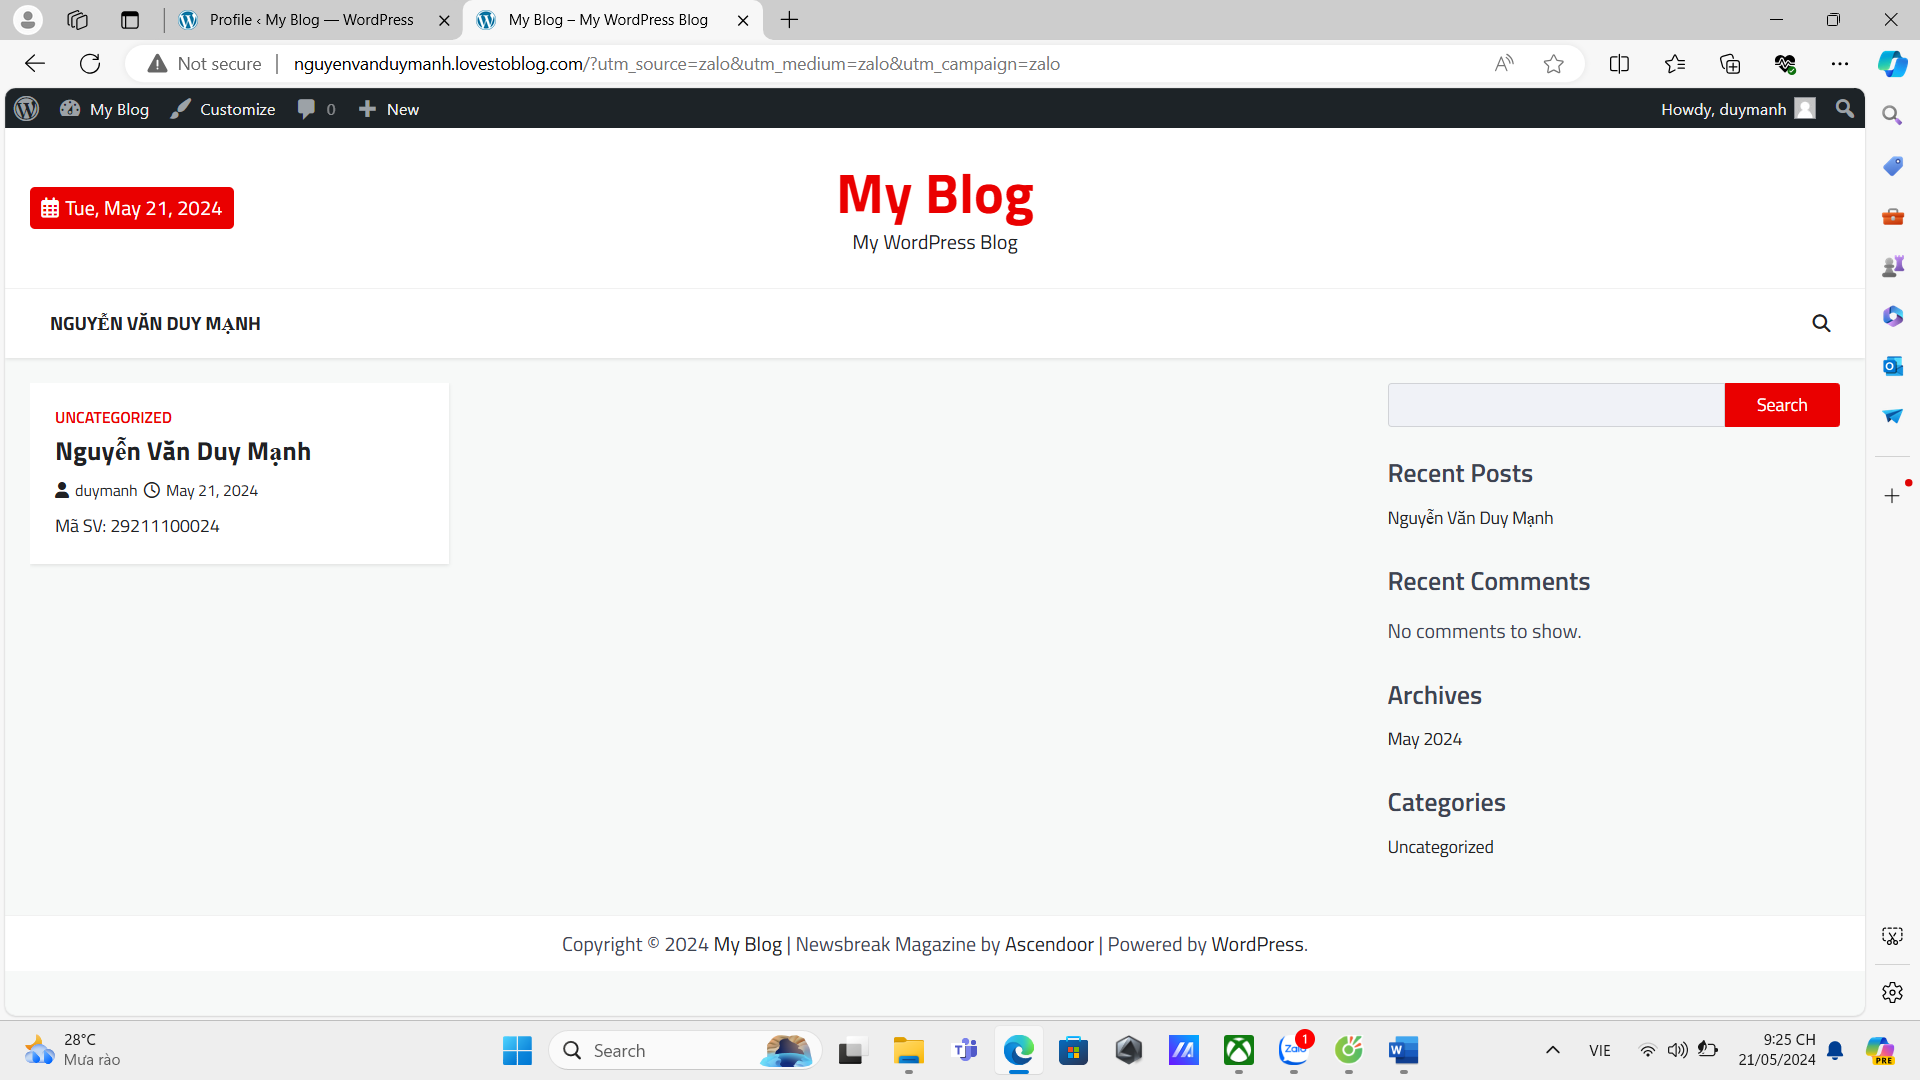 Profile ‹ My Blog — WordPress
My Blog – My WordPress Blog
Not secure
nguyenvanduymanh.lovestoblog.com/?utm_source=zalo&utm_medium=zalo&utm_campaign=zalo
My Blog
Customize
0
New
Howdy, duymanh
Tue, May 21, 2024
My Blog
My WordPress Blog
NGUYỄN VĂN DUY MẠNH
UNCATEGORIZED
Nguyễn Văn Duy Mạnh
duymanh May 21, 2024
Mã SV: 29211100024
Search
Recent Posts
Nguyễn Văn Duy Mạnh
Recent Comments
No comments to show.
Archives
May 2024
Categories
Uncategorized
Copyright © 2024 My Blog | Newsbreak Magazine by Ascendoor | Powered by WordPress.
28°C
Mưa rào
Search
Zalo
1
VIE
9:25 CH
21/05/2024
PRE